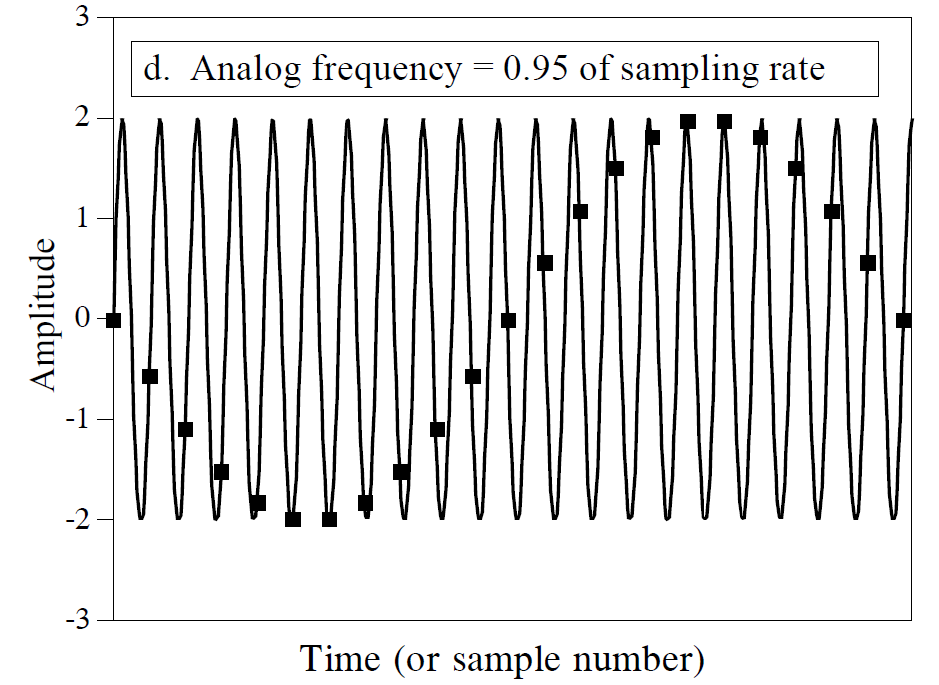 3
d. Analog frequency = 0.95 of sampling rate
2
1
0
-1
-2
-3
Amplitude
Time (or sample number)